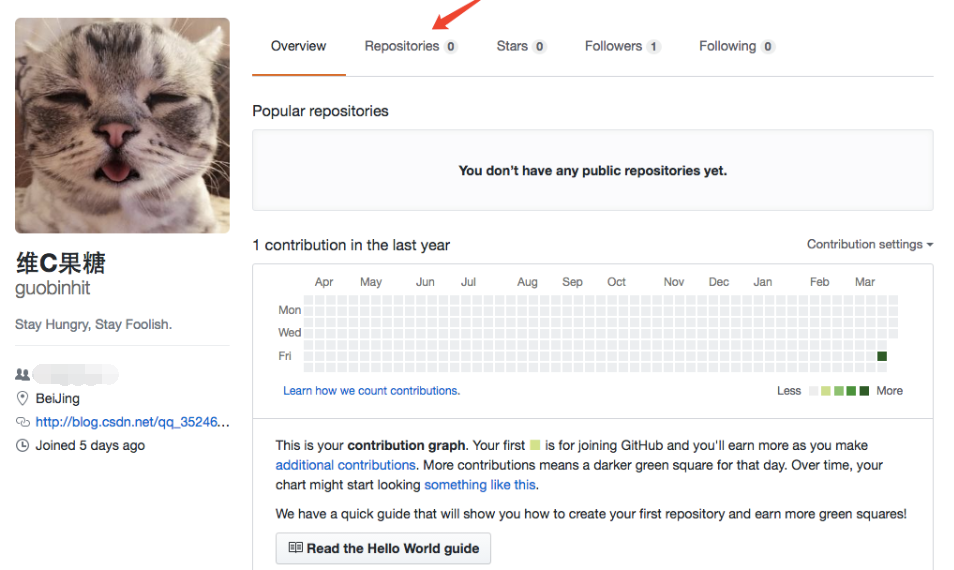 Overview Repositories 0 Stars 0 Followers 1 Following 0
Popular repositories
You don't have any public repositories yet.
维C果糖
guobinhit
Stay Hungry, Stay Foolish.
BeiJing
http://blog.csdn.net/qq_35246...
Joined 5 days ago
1 contribution in the last year
Contribution settings
Apr May Jun Jul Aug Sep Oct Nov Dec Jan Feb Mar
Mon
Wed
Fri
Learn how we count contributions.
Less More
This is your contribution graph. Your first is for joining GitHub and you'll earn more as you make
additional contributions. More contributions means a darker green square for that day. Over time, your
chart might start looking something like this.
We have a quick guide that will show you how to create your first repository and earn more green squares!
Read the Hello World guide